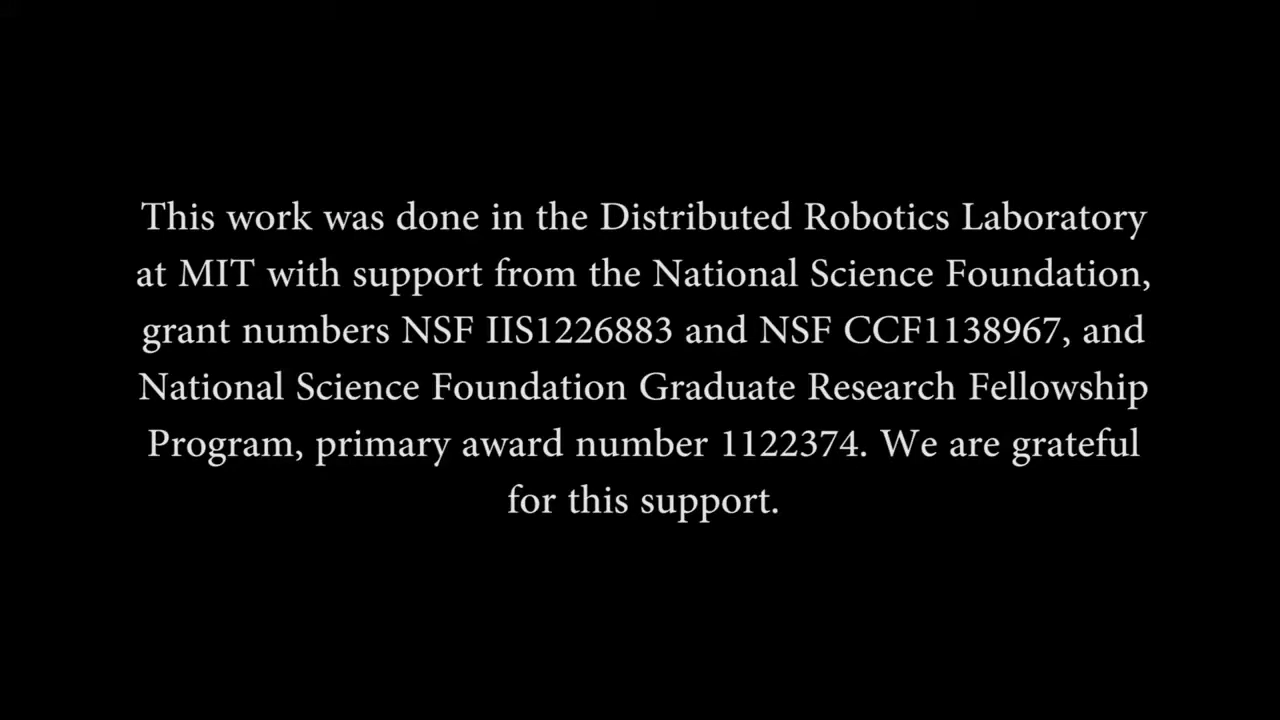 This work was done in the Distributed Robotics Laboratory
at MIT with support from the National Science Foundation,
grant numbers NSF IIS1226883 and NSF CCF1138967, and
National Science Foundation Graduate Research Fellowship
Program, primary award number 1122374. We are grateful
for this support.